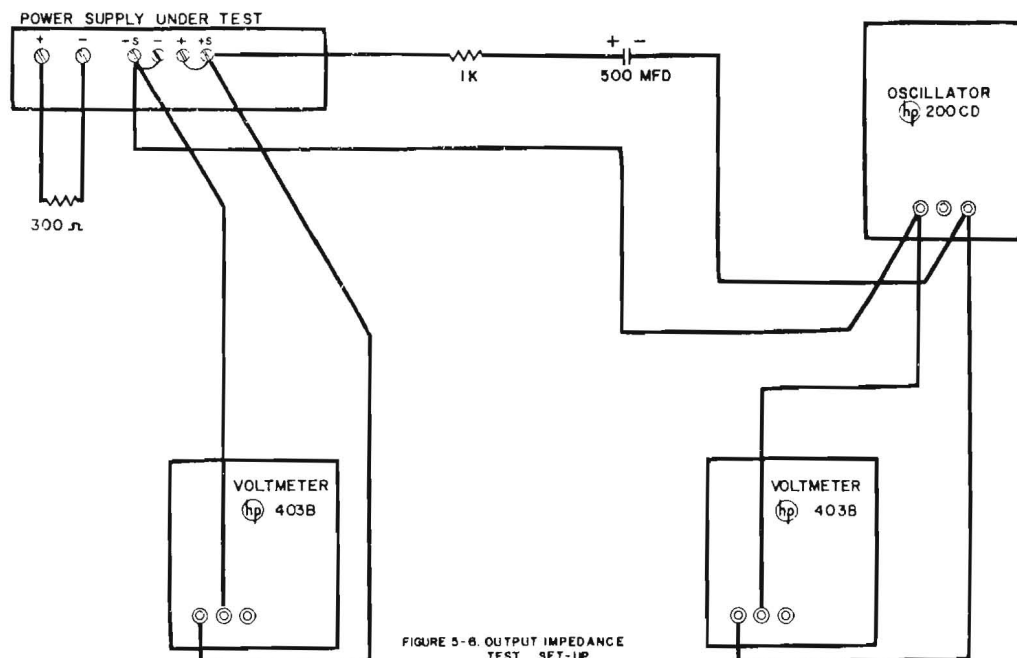 POWER SUPPLY UNDER TEST
+ - -S - + +S
300 Ω
1K
+ -
500 MFD
OSCILLATOR
hp 200CD
VOLTMETER
hp 403B
VOLTMETER
hp 403B
FIGURE 5-6. OUTPUT IMPEDANCE
TEST SET-UP